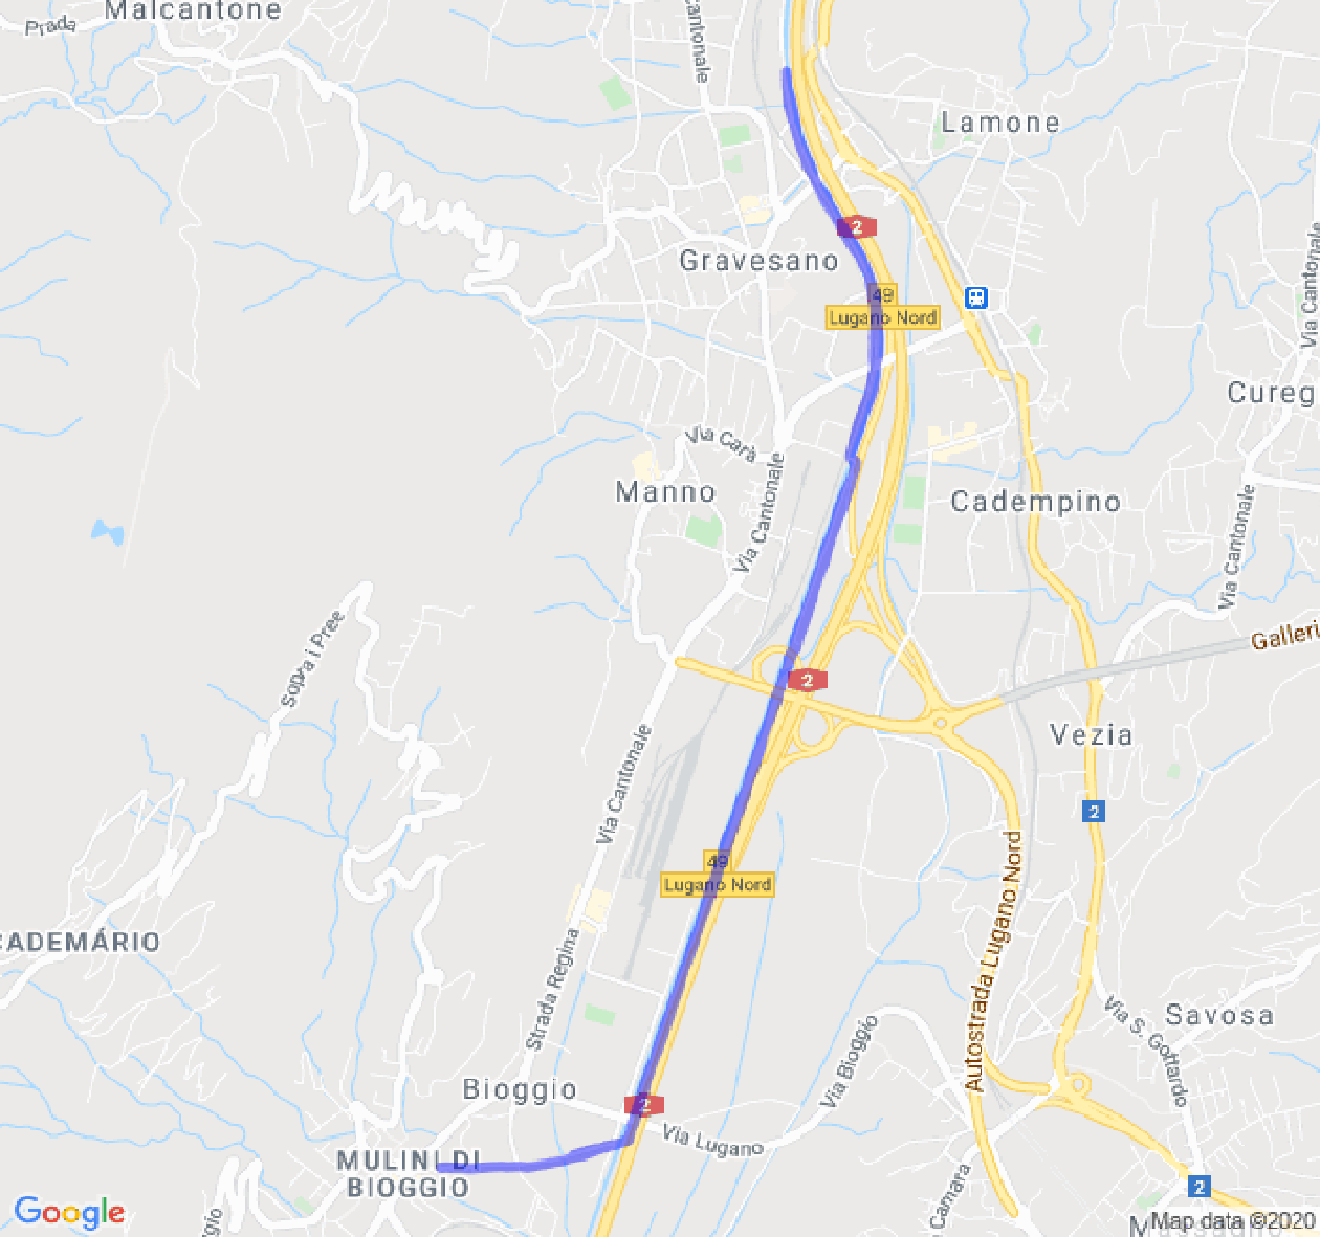 Malcantone
Prada
cantonale
Lamone
2
Gravesano
49
Lugano Nord
Via Cantonale
Cureg
Via Carà
Manno
Via Cantonale
Cadempino
Via Cantonale
Galleri
Sopra i Pree
2
Vezia
Via Cantonale
2
49
Lugano Nord
Autostrada Lugano Nord
CADEMÁRIO
Strada Regina
Via S. Gottardo
Savosa
Via Bioggio
Bioggio
2
Via Lugano
MULINI DI
BIOGGIO
2
Camara
gio
Google
Map data ©2020